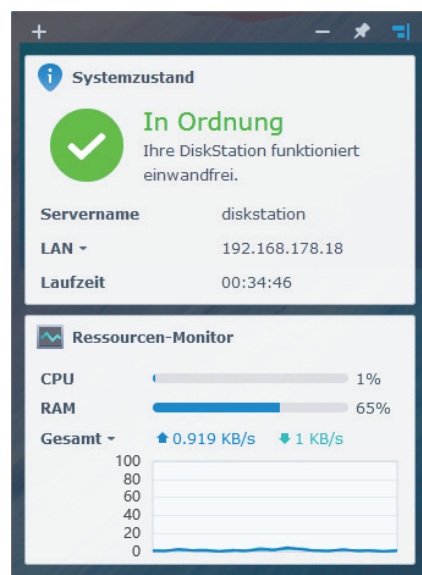 Systemzustand
In Ordnung
Ihre DiskStation funktioniert
einwandfrei.
Servername diskstation
LAN 192.168.178.18
Laufzeit 00:34:46
Ressourcen-Monitor
CPU 1%
RAM 65%
Gesamt 0.919 KB/s 1 KB/s
100
80
60
40
20
0